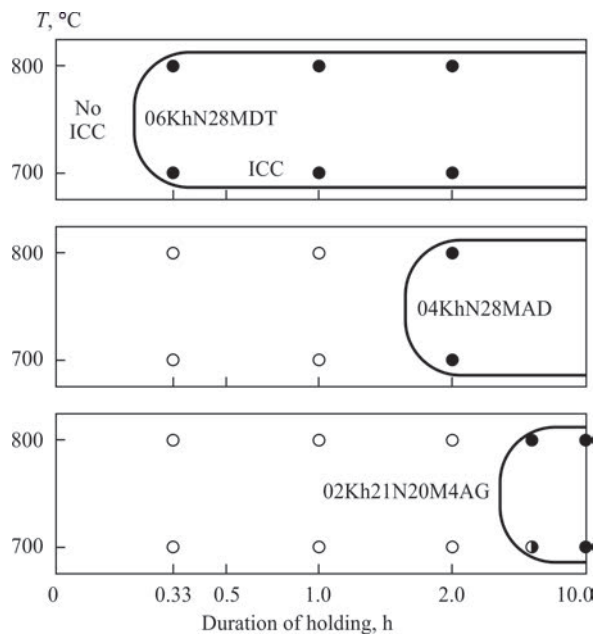 T, °C
800
No
ICC
06KhN28MDT
ICC
700
800
04KhN28MAD
700
800
02Kh21N20M4AG
700
0 0.33 0.5 1.0 2.0 10.0
Duration of holding, h